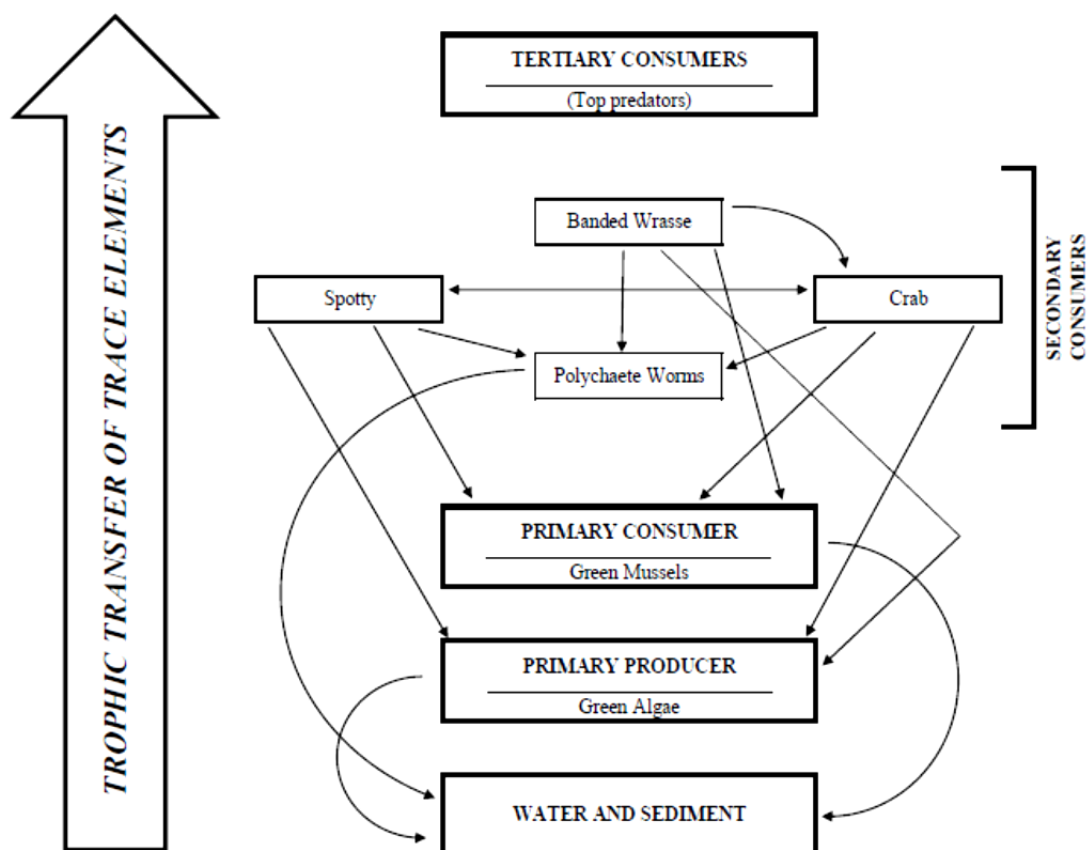 TROPHIC TRANSFER OF TRACE ELEMENTS
TERTIARY CONSUMERS
(Top predators)
Banded Wrasse
Spotty
Crab
Polychaete Worms
SECONDARY
CONSUMERS
PRIMARY CONSUMER
Green Mussels
PRIMARY PRODUCER
Green Algae
WATER AND SEDIMENT